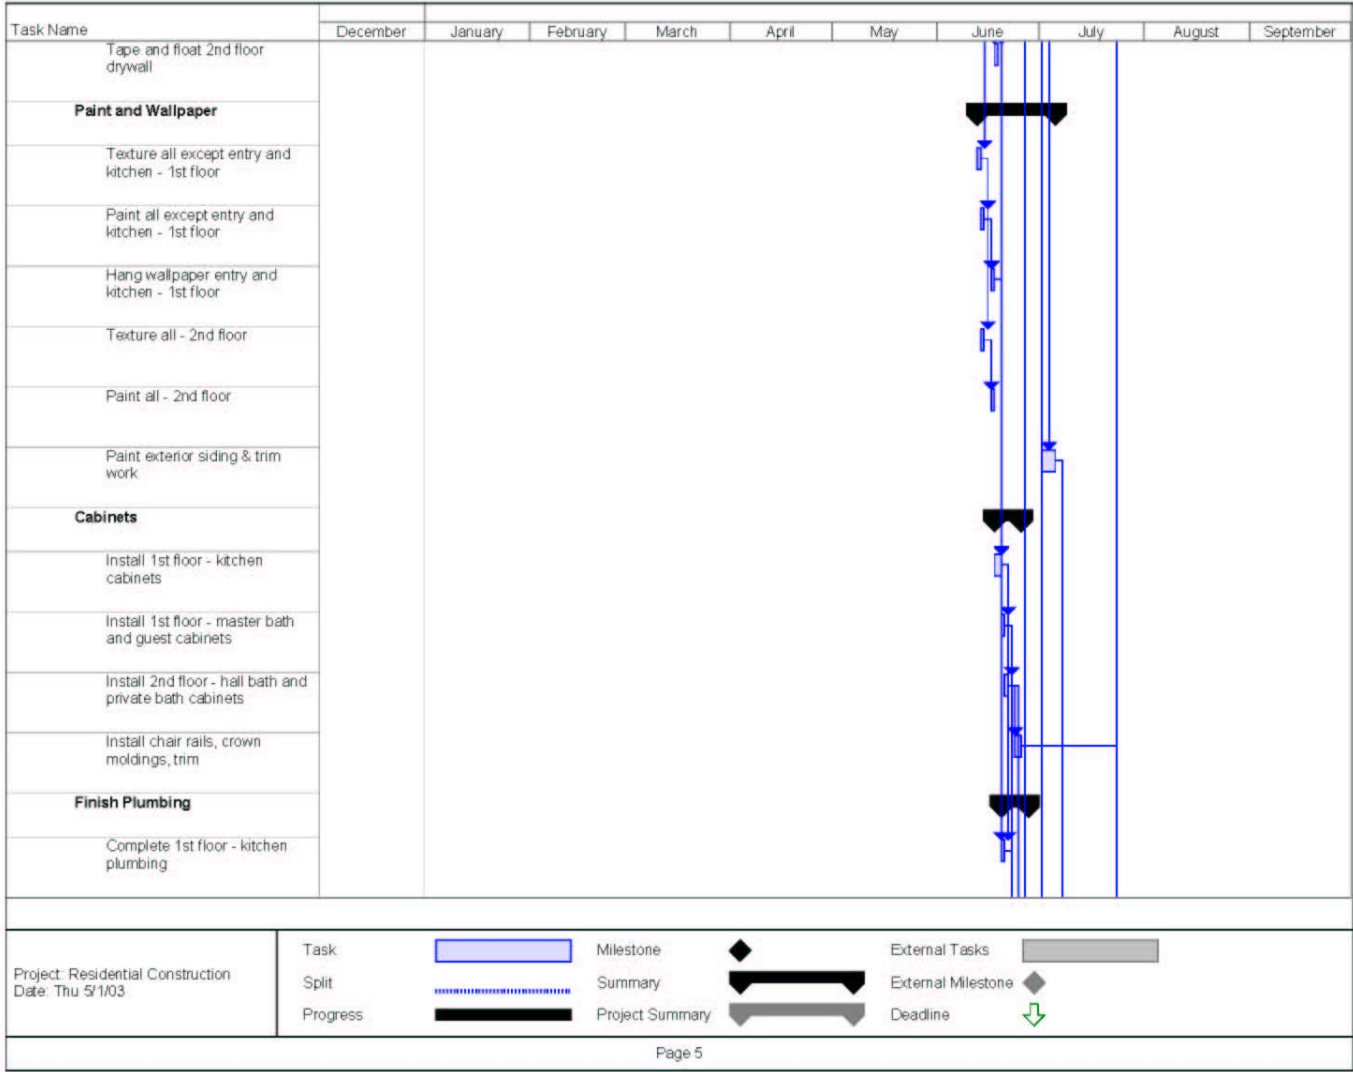 Task Name
December January February March April May June July August September
Tape and float 2nd floor
drywall
Paint and Wallpaper
Texture all except entry and
kitchen - 1st floor
Paint all except entry and
kitchen - 1st floor
Hang wallpaper entry and
kitchen - 1st floor
Texture all - 2nd floor
Paint all - 2nd floor
Paint exterior siding & trim
work
Cabinets
Install 1st floor - kitchen
cabinets
Install 1st floor - master bath
and guest cabinets
Install 2nd floor - hall bath and
private bath cabinets
Install chair rails, crown
moldings, trim
Finish Plumbing
Complete 1st floor - kitchen
plumbing
Project: Residential Construction
Date: Thu 5/1/03
Task Milestone External Tasks
Split Summary External Milestone
Progress Project Summary Deadline
Page 5